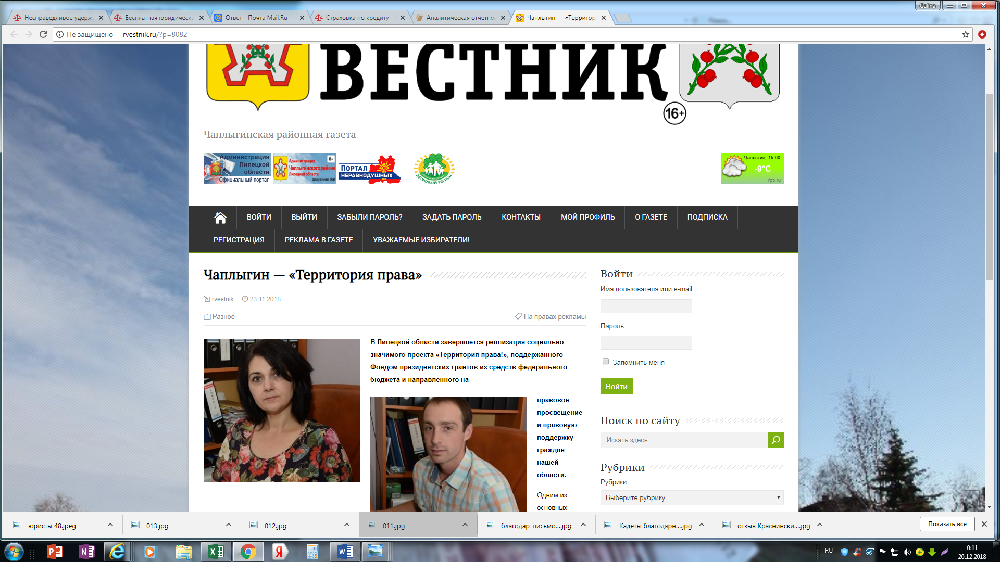 Galina
Несправедливое удерж
Бесплатная юридическа
Ответ - Почта Mail.Ru
Страховка по кредиту -
Аналитическая отчётнос
Чаплыгин — «Территори
Не защищено
rvestnik.ru/?p=8082
ВЕСТНИК
16+
Чаплыгинская районная газета
Администрация
Липецкой
области
Официальный портал
0+
Администрация
Чаплыгинского района
Липецкой области
официальный сайт
ПОРТАЛ
НЕРАВНОДУШНЫХ
ЗДОРОВЫЙ РЕГИОН
Чаплыгин, 15:00
-9°C
rp5.ru
ВОЙТИ
ВЫЙТИ
ЗАБЫЛИ ПАРОЛЬ?
ЗАДАТЬ ПАРОЛЬ
КОНТАКТЫ
МОЙ ПРОФИЛЬ
О ГАЗЕТЕ
ПОДПИСКА
РЕГИСТРАЦИЯ
РЕКЛАМА В ГАЗЕТЕ
УВАЖАЕМЫЕ ИЗБИРАТЕЛИ!
Чаплыгин — «Территория права»
rvestnik
23.11.2018
Разное
На правах рекламы
В Липецкой области завершается реализация социально
значимого проекта «Территория права!», поддержанного
Фондом президентских грантов из средств федерального
бюджета и направленного на
правовое
просвещение
и правовую
поддержку
граждан
нашей
области.
Одним из
основных
Войти
Имя пользователя или e-mail
Пароль
Запомнить меня
Войти
Поиск по сайту
Искать здесь...
Рубрики
Рубрики
Выберите рубрику
юристы 48.jpeg
013.jpg
012.jpg
011.jpg
благодар-письмо....jpg
Кадеты благодарн....jpg
отзыв Краснински....jpg
Показать все
RU
0:11
20.12.2018